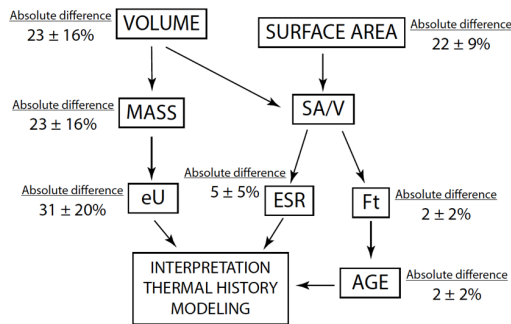 Absolute difference
23 ± 16%
VOLUME
SURFACE AREA
Absolute difference
22 ± 9%
Absolute difference
23 ± 16%
MASS
SA/V
Absolute difference
31 ± 20%
eU
Absolute difference
5 ± 5%
ESR
Ft
Absolute difference
2 ± 2%
INTERPRETATION
THERMAL HISTORY
MODELING
AGE
Absolute difference
2 ± 2%